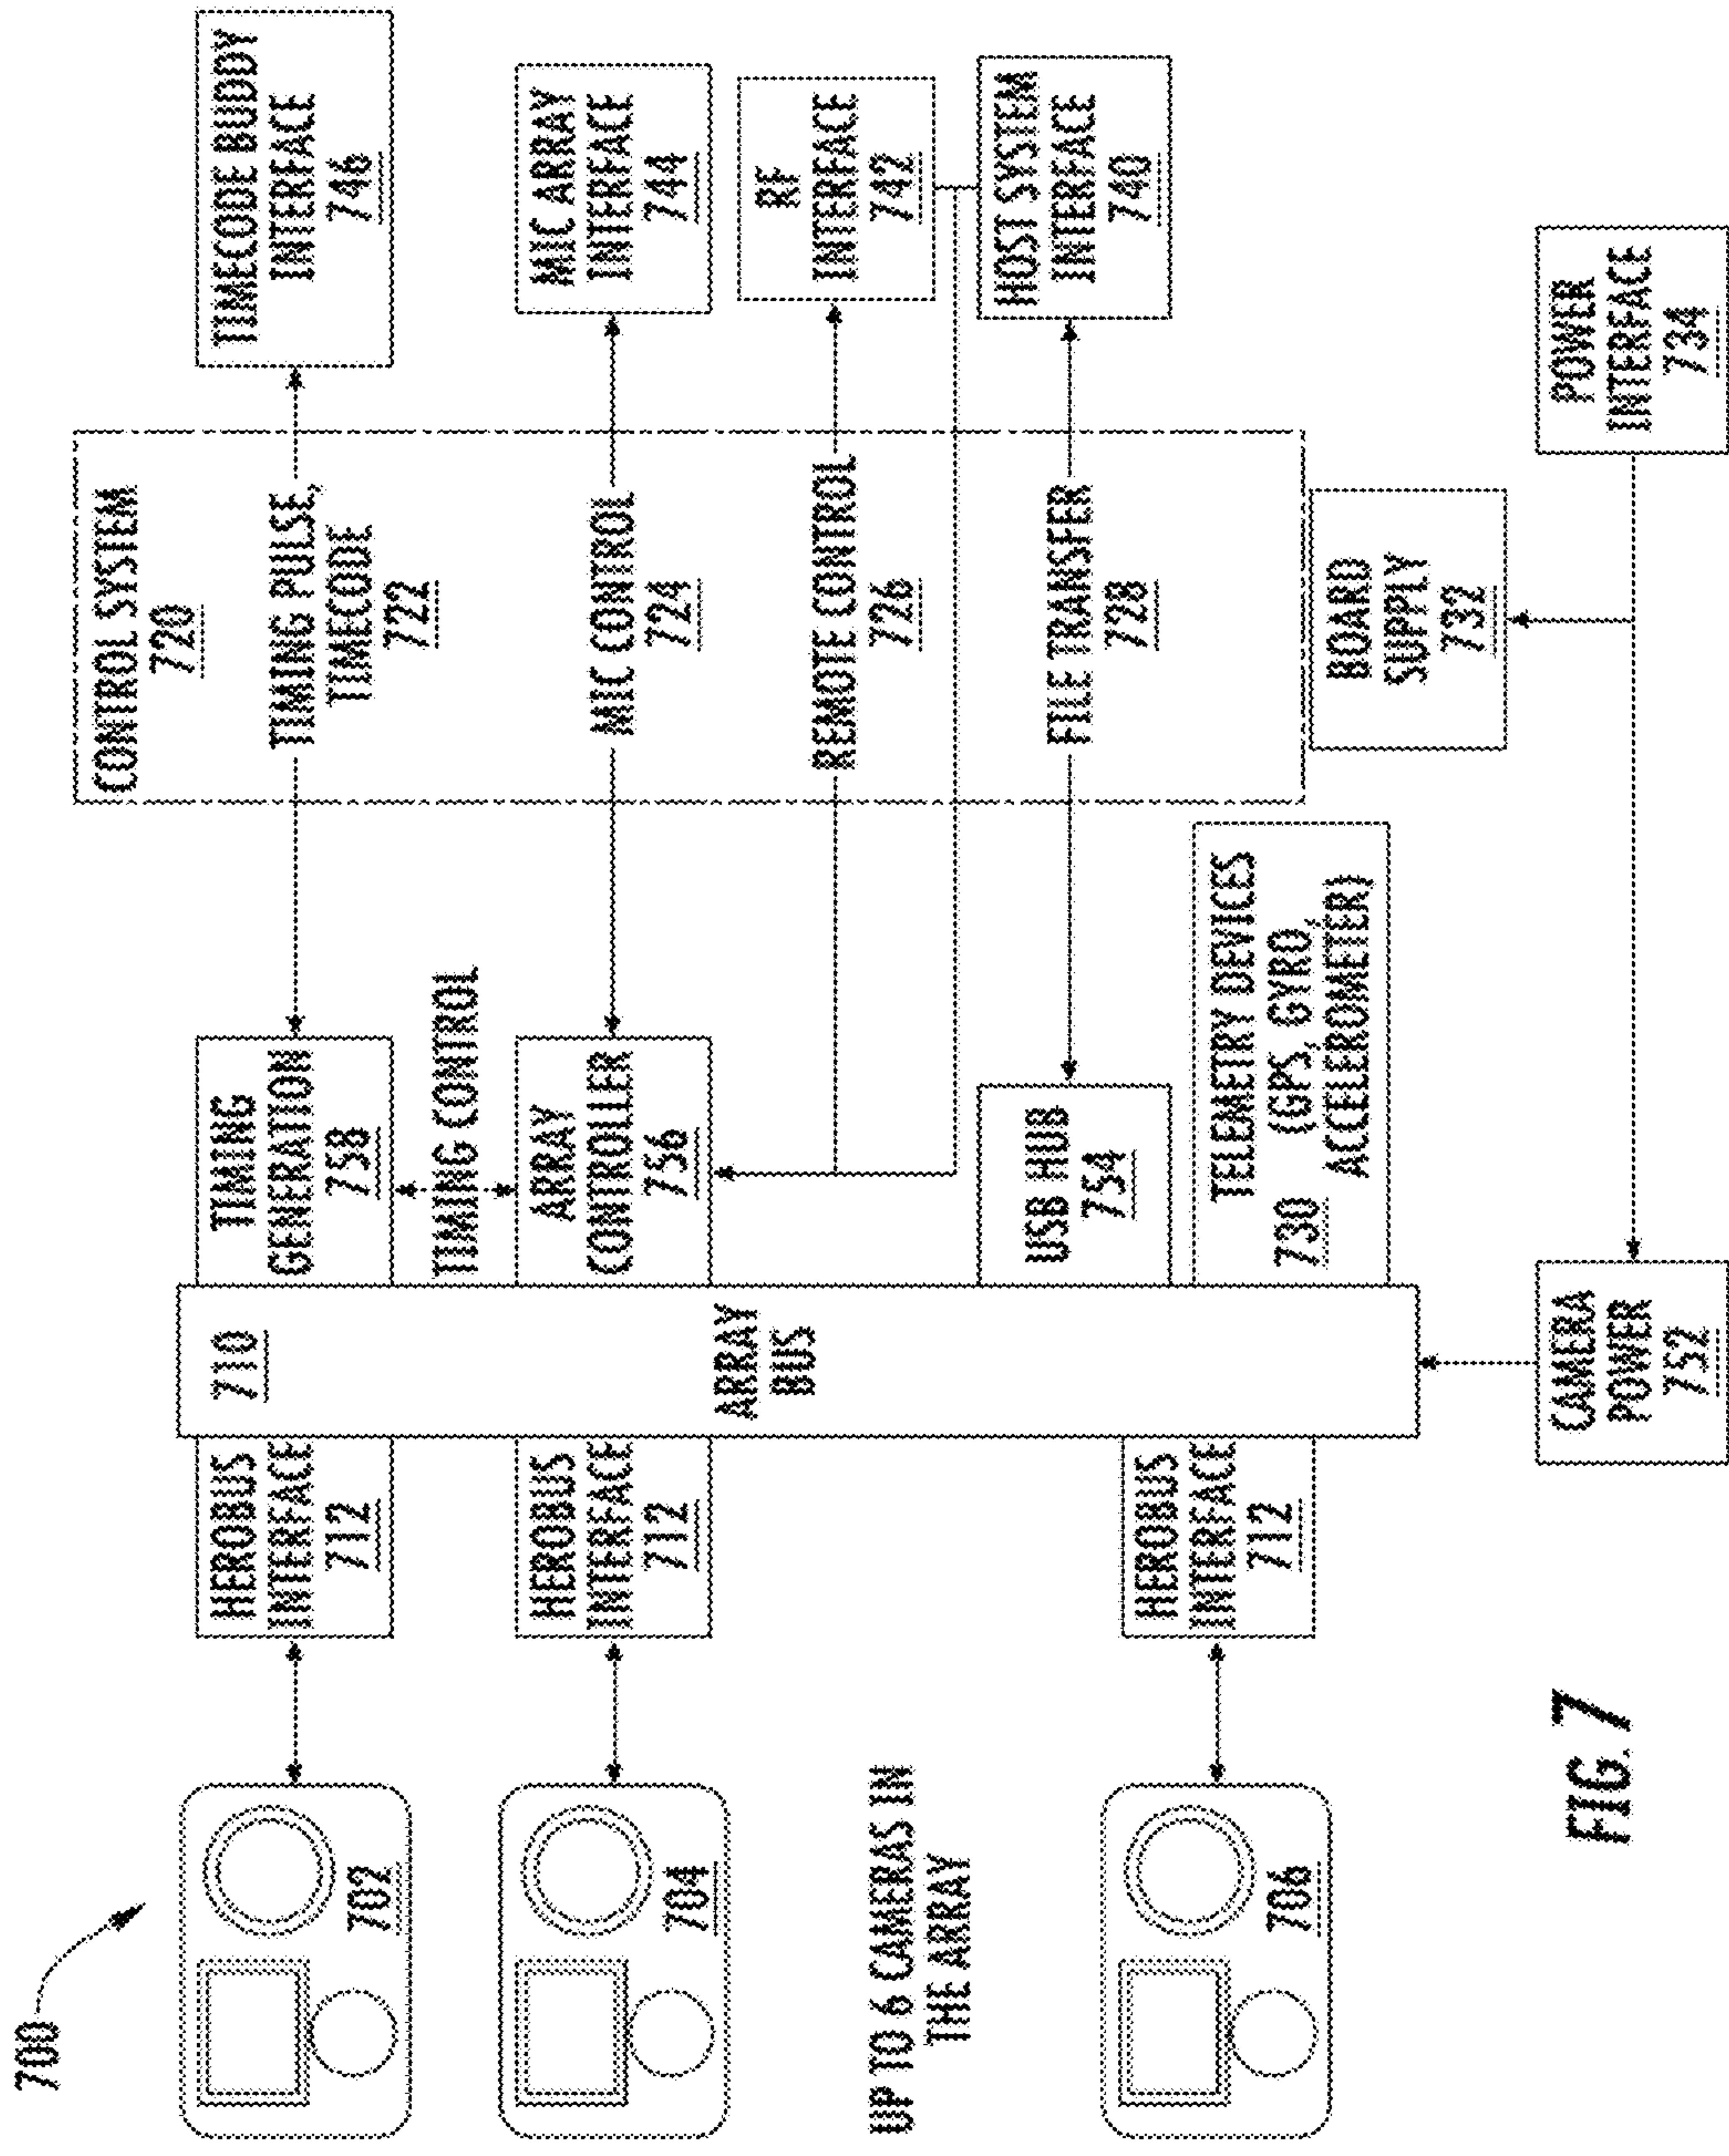 700
702
704
UP TO 6 CAMERAS IN
THE ARRAY
706
HEROBUS
INTERFACE
712
HEROBUS
INTERFACE
712
HEROBUS
INTERFACE
712
710
ARRAY
BUS
TIMING
GENERATION
758
TIMING CONTROL
ARRAY
CONTROLLER
756
USB HUB
754
TELEMETRY DEVICES
730 (GPS, GYRO,
ACCELEROMETER)
CAMERA
POWER
752
CONTROL SYSTEM
720
TIMING PULSE,
TIMECODE
722
MIC CONTROL
724
REMOTE CONTROL
726
FILE TRANSFER
728
BOARD
SUPPLY
732
TIMECODE BUDDY
INTERFACE
746
MIC ARRAY
INTERFACE
744
RF
INTERFACE
742
HOST SYSTEM
INTERFACE
740
POWER
INTERFACE
734
FIG. 7